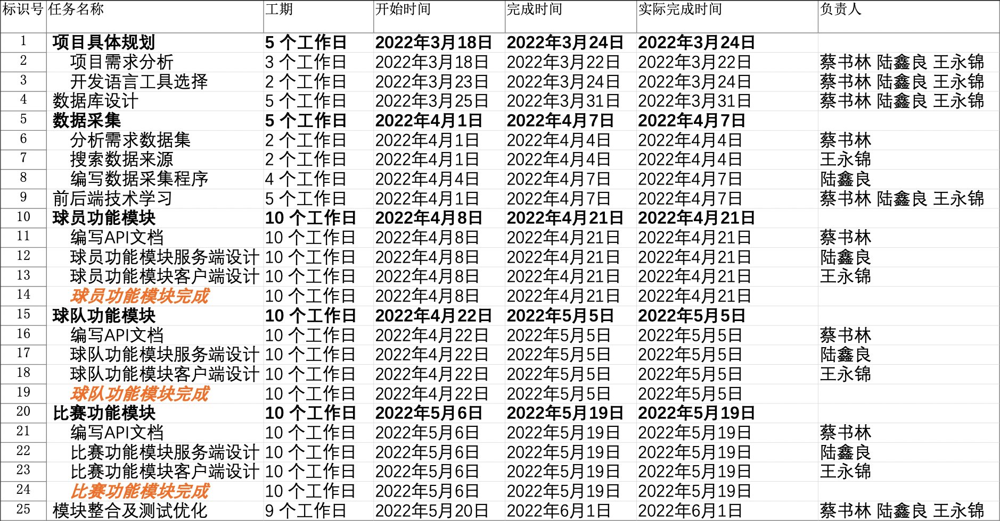 标识号 任务名称 工期 开始时间 完成时间 实际完成时间 负责人
1 项目具体规划 5 个工作日 2022年3月18日 2022年3月24日 2022年3月24日
2 项目需求分析 3 个工作日 2022年3月18日 2022年3月22日 2022年3月22日 蔡书林 陆鑫良 王永锦
3 开发语言工具选择 2 个工作日 2022年3月23日 2022年3月24日 2022年3月24日 蔡书林 陆鑫良 王永锦
4 数据库设计 5 个工作日 2022年3月25日 2022年3月31日 2022年3月31日 蔡书林 陆鑫良 王永锦
5 数据采集 5 个工作日 2022年4月1日 2022年4月7日 2022年4月7日
6 分析需求数据集 2 个工作日 2022年4月1日 2022年4月4日 2022年4月4日 蔡书林
7 搜索数据来源 2 个工作日 2022年4月1日 2022年4月4日 2022年4月4日 王永锦
8 编写数据采集程序 4 个工作日 2022年4月4日 2022年4月7日 2022年4月7日 陆鑫良
9 前后端技术学习 5 个工作日 2022年4月1日 2022年4月7日 2022年4月7日 蔡书林 陆鑫良 王永锦
10 球员功能模块 10 个工作日 2022年4月8日 2022年4月21日 2022年4月21日
11 编写API文档 10 个工作日 2022年4月8日 2022年4月21日 2022年4月21日 蔡书林
12 球员功能模块服务端设计 10 个工作日 2022年4月8日 2022年4月21日 2022年4月21日 陆鑫良
13 球员功能模块客户端设计 10 个工作日 2022年4月8日 2022年4月21日 2022年4月21日 王永锦
14 球员功能模块完成 10 个工作日 2022年4月8日 2022年4月21日 2022年4月21日
15 球队功能模块 10 个工作日 2022年4月22日 2022年5月5日 2022年5月5日
16 编写API文档 10 个工作日 2022年4月22日 2022年5月5日 2022年5月5日 蔡书林
17 球队功能模块服务端设计 10 个工作日 2022年4月22日 2022年5月5日 2022年5月5日 陆鑫良
18 球队功能模块客户端设计 10 个工作日 2022年4月22日 2022年5月5日 2022年5月5日 王永锦
19 球队功能模块完成 10 个工作日 2022年4月22日 2022年5月5日 2022年5月5日
20 比赛功能模块 10 个工作日 2022年5月6日 2022年5月19日 2022年5月19日
21 编写API文档 10 个工作日 2022年5月6日 2022年5月19日 2022年5月19日 蔡书林
22 比赛功能模块服务端设计 10 个工作日 2022年5月6日 2022年5月19日 2022年5月19日 陆鑫良
23 比赛功能模块客户端设计 10 个工作日 2022年5月6日 2022年5月19日 2022年5月19日 王永锦
24 比赛功能模块完成 10 个工作日 2022年5月6日 2022年5月19日 2022年5月19日
25 模块整合及测试优化 9 个工作日 2022年5月20日 2022年6月1日 2022年6月1日 蔡书林 陆鑫良 王永锦